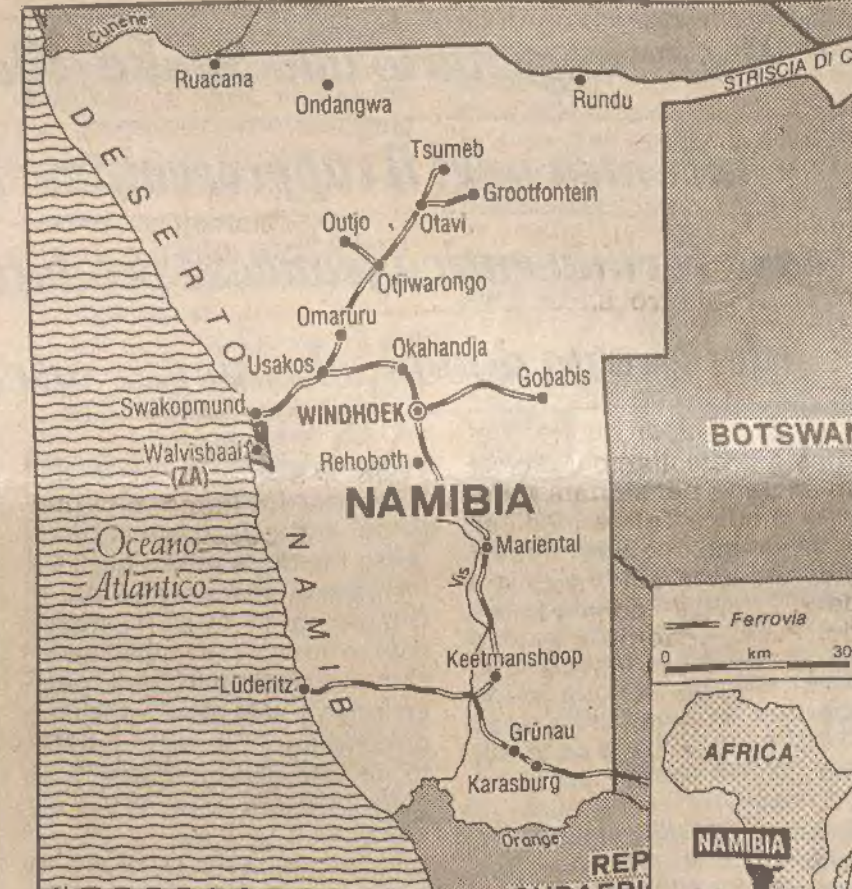 Cunene
Ruacana
Ondangwa
Rundu
STRISCIA DI C
DESERTO
Tsumeb
Grootfontein
Otavi
Outjo
Otjiwarongo
Omaruru
Usakos
Okahandja
Gobabis
Swakopmund
WINDHOEK
BOTSWAN
Walvisbaai
(ZA)
Rehoboth
NAMIBIA
Oceano
Atlantico
NAMIB
Mariental
Vis
Ferrovia
0 km 30
Keetmanshoop
Lüderitz
Grünau
Karasburg
AFRICA
Orange
NAMIBIA
REP